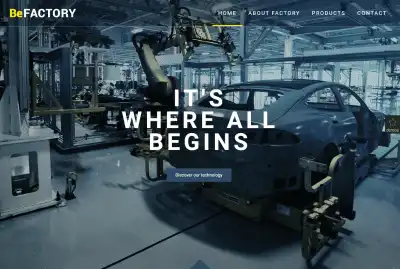 BeFACTORY
HOME ABOUT FACTORY PRODUCTS CONTACT
IT'S
WHERE ALL
BEGINS
Discover our technology